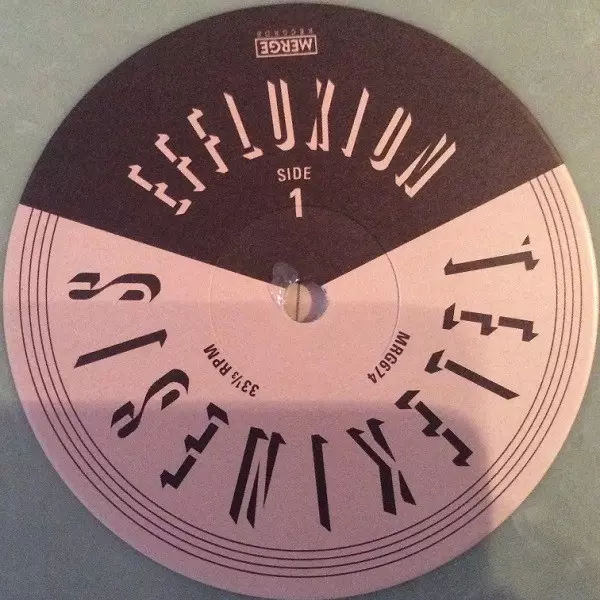 MERGE
RECORDS
EFFLUXION
SIDE
1
TELEKINESIS
MRG674
33⅓ RPM